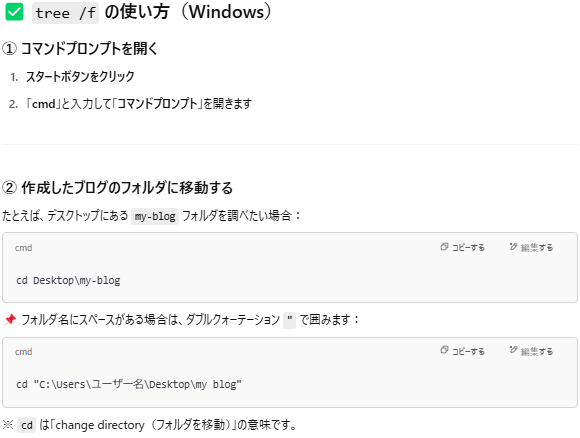 ✅ tree /f の使い方（Windows）
① コマンドプロンプトを開く
1. スタートボタンをクリック
2. 「cmd」と入力して「コマンドプロンプト」を開きます
② 作成したブログのフォルダに移動する
たとえば、デスクトップにある my-blog フォルダを調べたい場合：
cmd コピーする 編集する
cd Desktop\my-blog
📌 フォルダ名にスペースがある場合は、ダブルクォーテーション " で囲みます：
cmd コピーする 編集する
cd "C:\Users\ユーザー名\Desktop\my blog"
※ cd は「change directory（フォルダを移動）」の意味です。